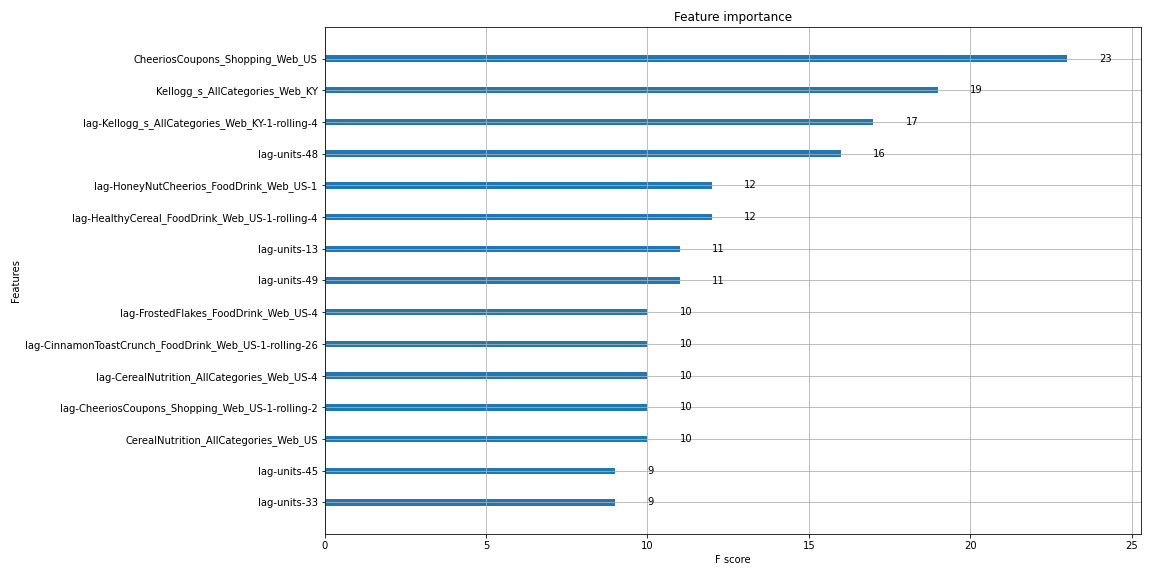 Feature importance
Features
CheeriosCoupons_Shopping_Web_US 23
Kellogg_s_AllCategories_Web_KY 19
lag-Kellogg_s_AllCategories_Web_KY-1-rolling-4 17
lag-units-48 16
lag-HoneyNutCheerios_FoodDrink_Web_US-1 12
lag-HealthyCereal_FoodDrink_Web_US-1-rolling-4 12
lag-units-13 11
lag-units-49 11
lag-FrostedFlakes_FoodDrink_Web_US-4 10
lag-CinnamonToastCrunch_FoodDrink_Web_US-1-rolling-26 10
lag-CerealNutrition_AllCategories_Web_US-4 10
lag-CheeriosCoupons_Shopping_Web_US-1-rolling-2 10
CerealNutrition_AllCategories_Web_US 10
lag-units-45 9
lag-units-33 9
0 5 10 15 20 25
F score